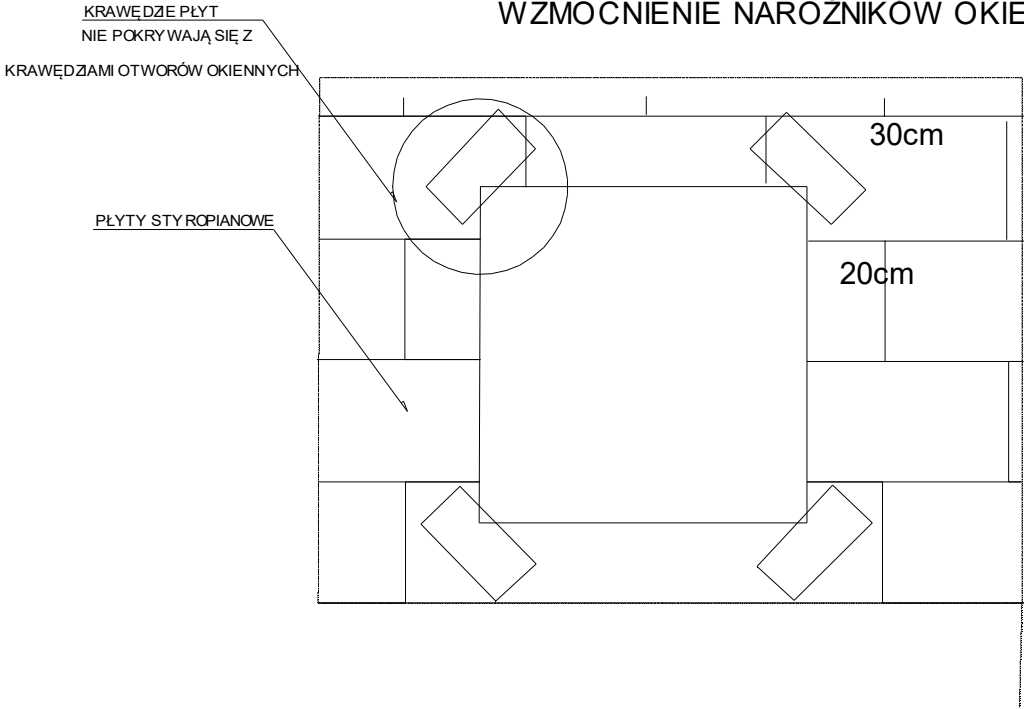 WZMOCNIENIE NAROŻNIKÓW OKIE
KRAWĘDZIE PŁYT
NIE POKRYWAJĄ SIĘ Z
KRAWĘDZIAMI OTWORÓW OKIENNYCH
30cm
PŁYTY STYROPIANOWE
20cm